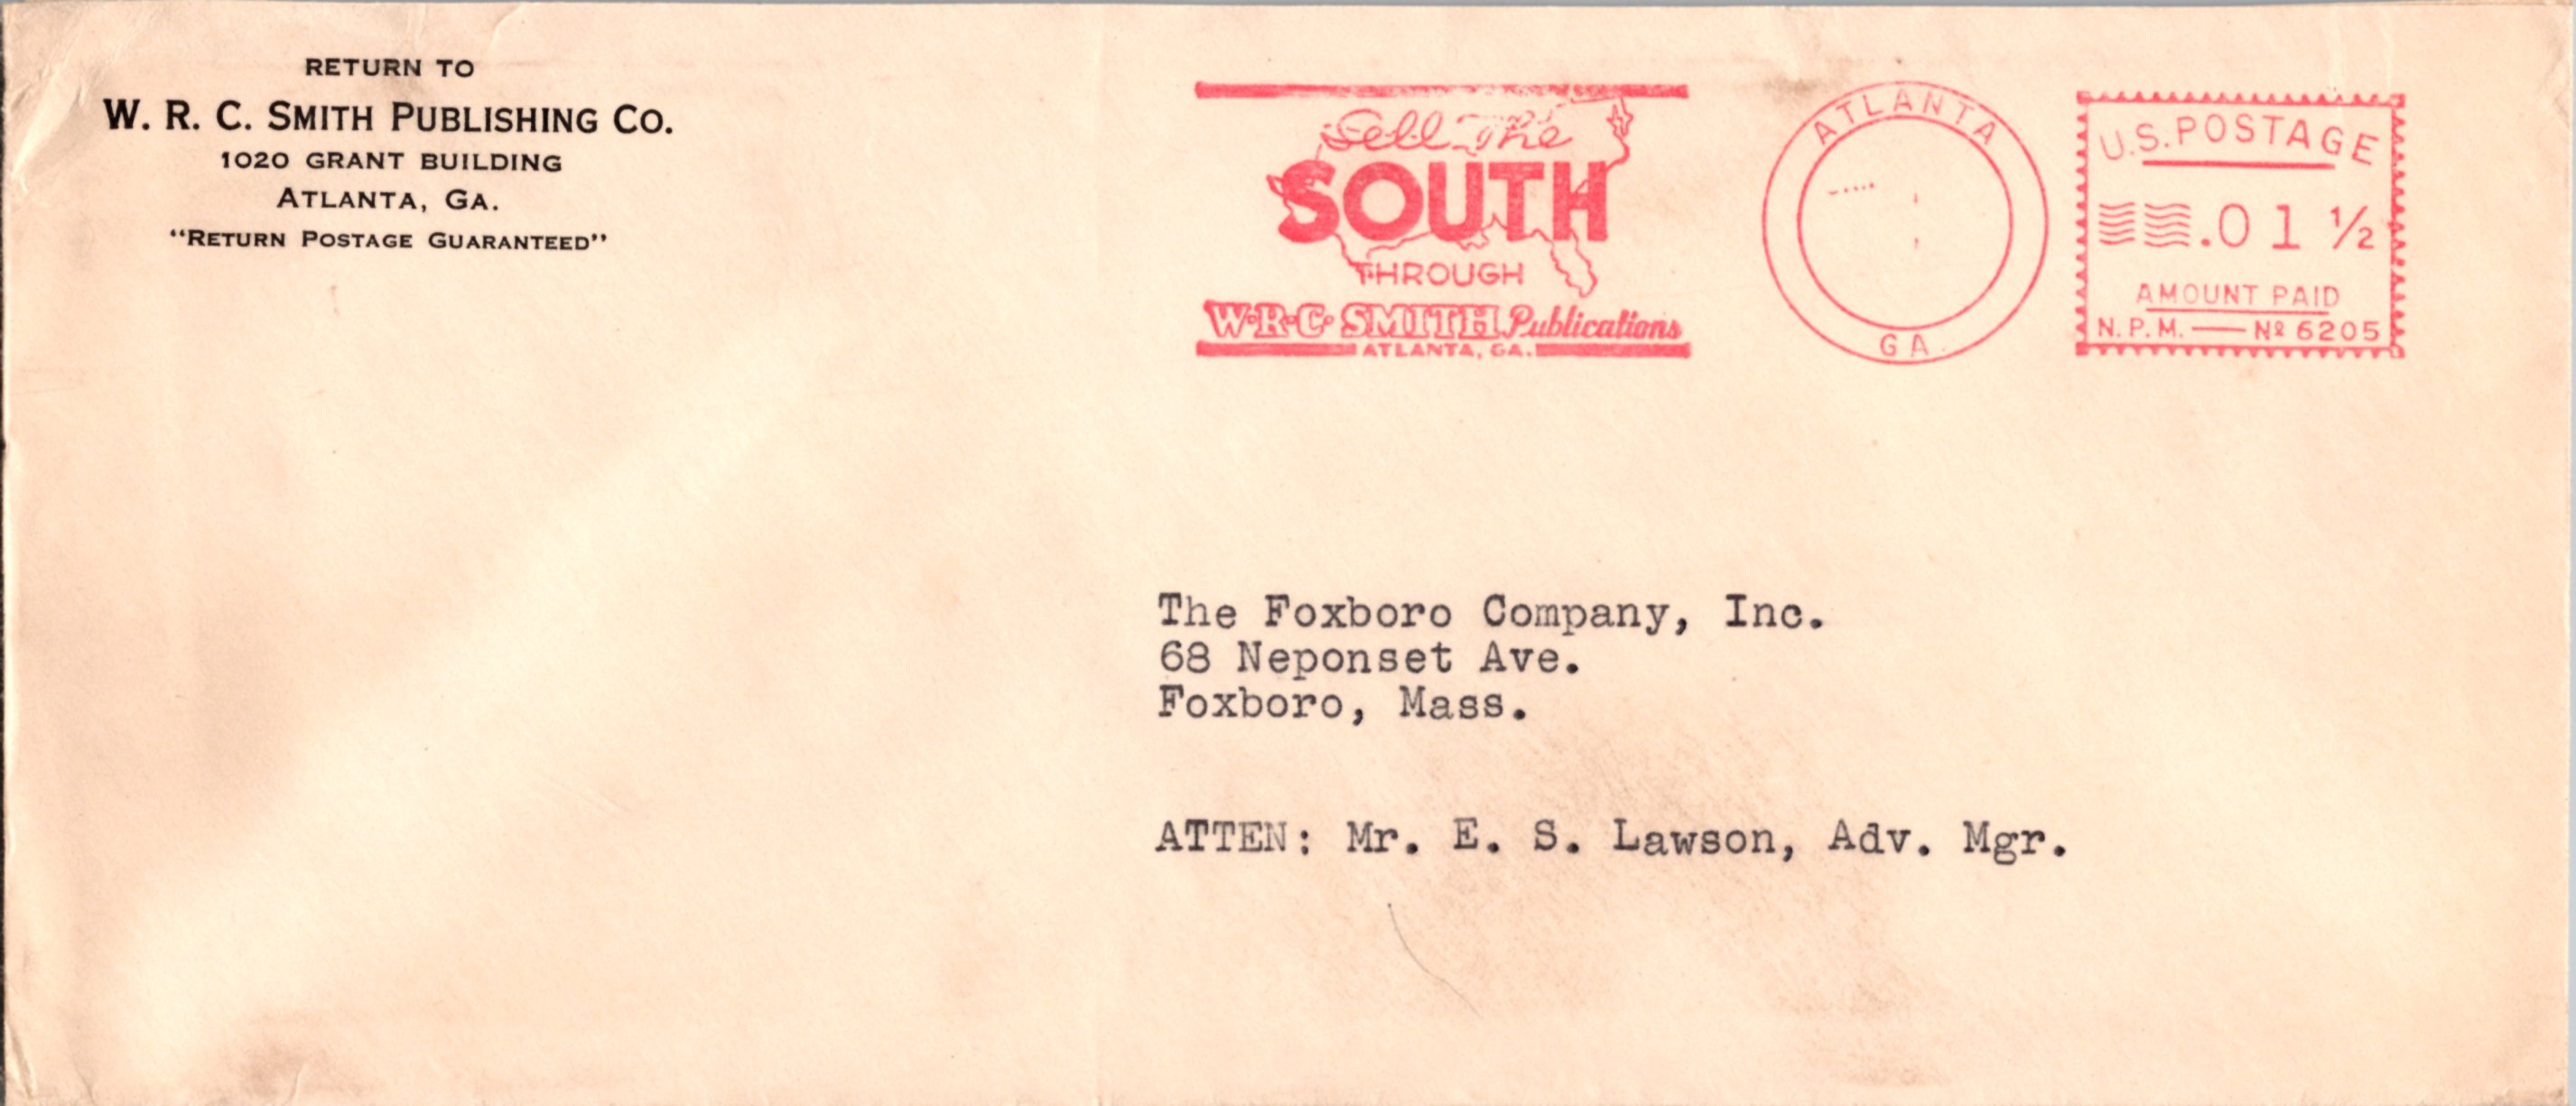 RETURN TO
W. R. C. SMITH PUBLISHING CO.
1020 GRANT BUILDING
ATLANTA, GA.
"RETURN POSTAGE GUARANTEED"
Sell The
SOUTH
THROUGH
W·R·C· SMITH Publications
ATLANTA, GA.
ATLANTA
GA.
U.S. POSTAGE
.01 ½
AMOUNT PAID
N.P.M. — Nº 6205
The Foxboro Company, Inc.
68 Neponset Ave.
Foxboro, Mass.
ATTEN: Mr. E. S. Lawson, Adv. Mgr.